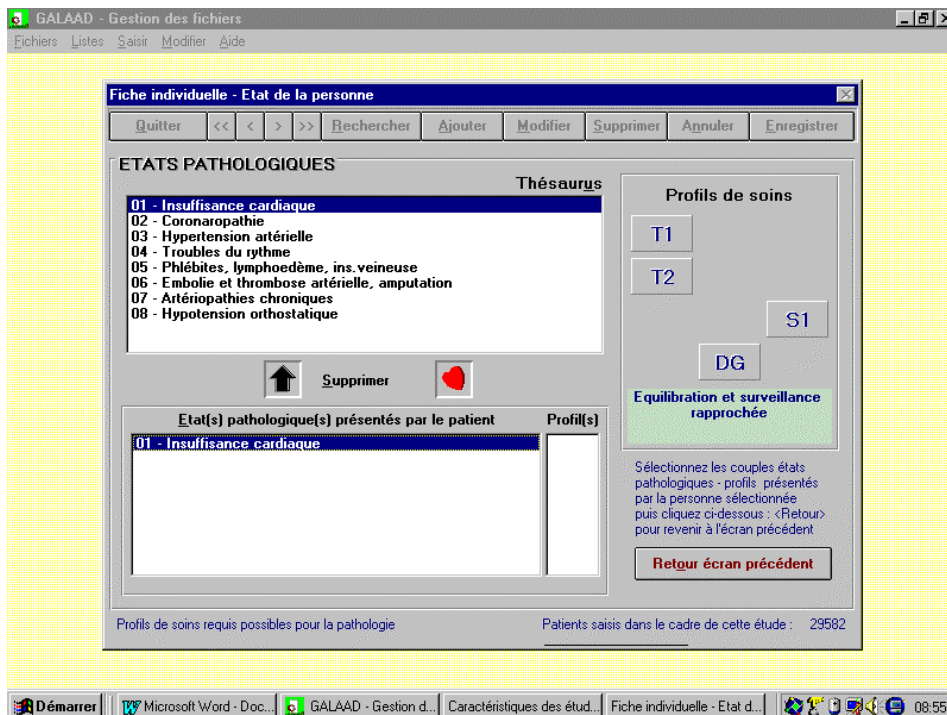 GALAAD - Gestion des fichiers
Fichiers Listes Saisir Modifier Aide
Fiche individuelle - Etat de la personne
Quitter << < > >> Rechercher Ajouter Modifier Supprimer Annuler Enregistrer
ETATS PATHOLOGIQUES
Thésaurus
01 - Insuffisance cardiaque
02 - Coronaropathie
03 - Hypertension artérielle
04 - Troubles du rythme
05 - Phlébites, lymphoedème, ins.veineuse
06 - Embolie et thrombose artérielle, amputation
07 - Artériopathies chroniques
08 - Hypotension orthostatique
Supprimer
Etat(s) pathologique(s) présentés par le patient Profil(s)
01 - Insuffisance cardiaque
Profils de soins
T1
T2
S1
DG
Equilibration et surveillance
rapprochée
Sélectionnez les couples états
pathologiques - profils présentés
par la personne sélectionnée
puis cliquez ci-dessous : <Retour>
pour revenir à l'écran précédent
Retour écran précédent
Profils de soins requis possibles pour la pathologie
Patients saisis dans le cadre de cette étude : 29582
Démarrer Microsoft Word - Doc... GALAAD - Gestion d... Caractéristiques des étud... Fiche individuelle - Etat d... 08:55